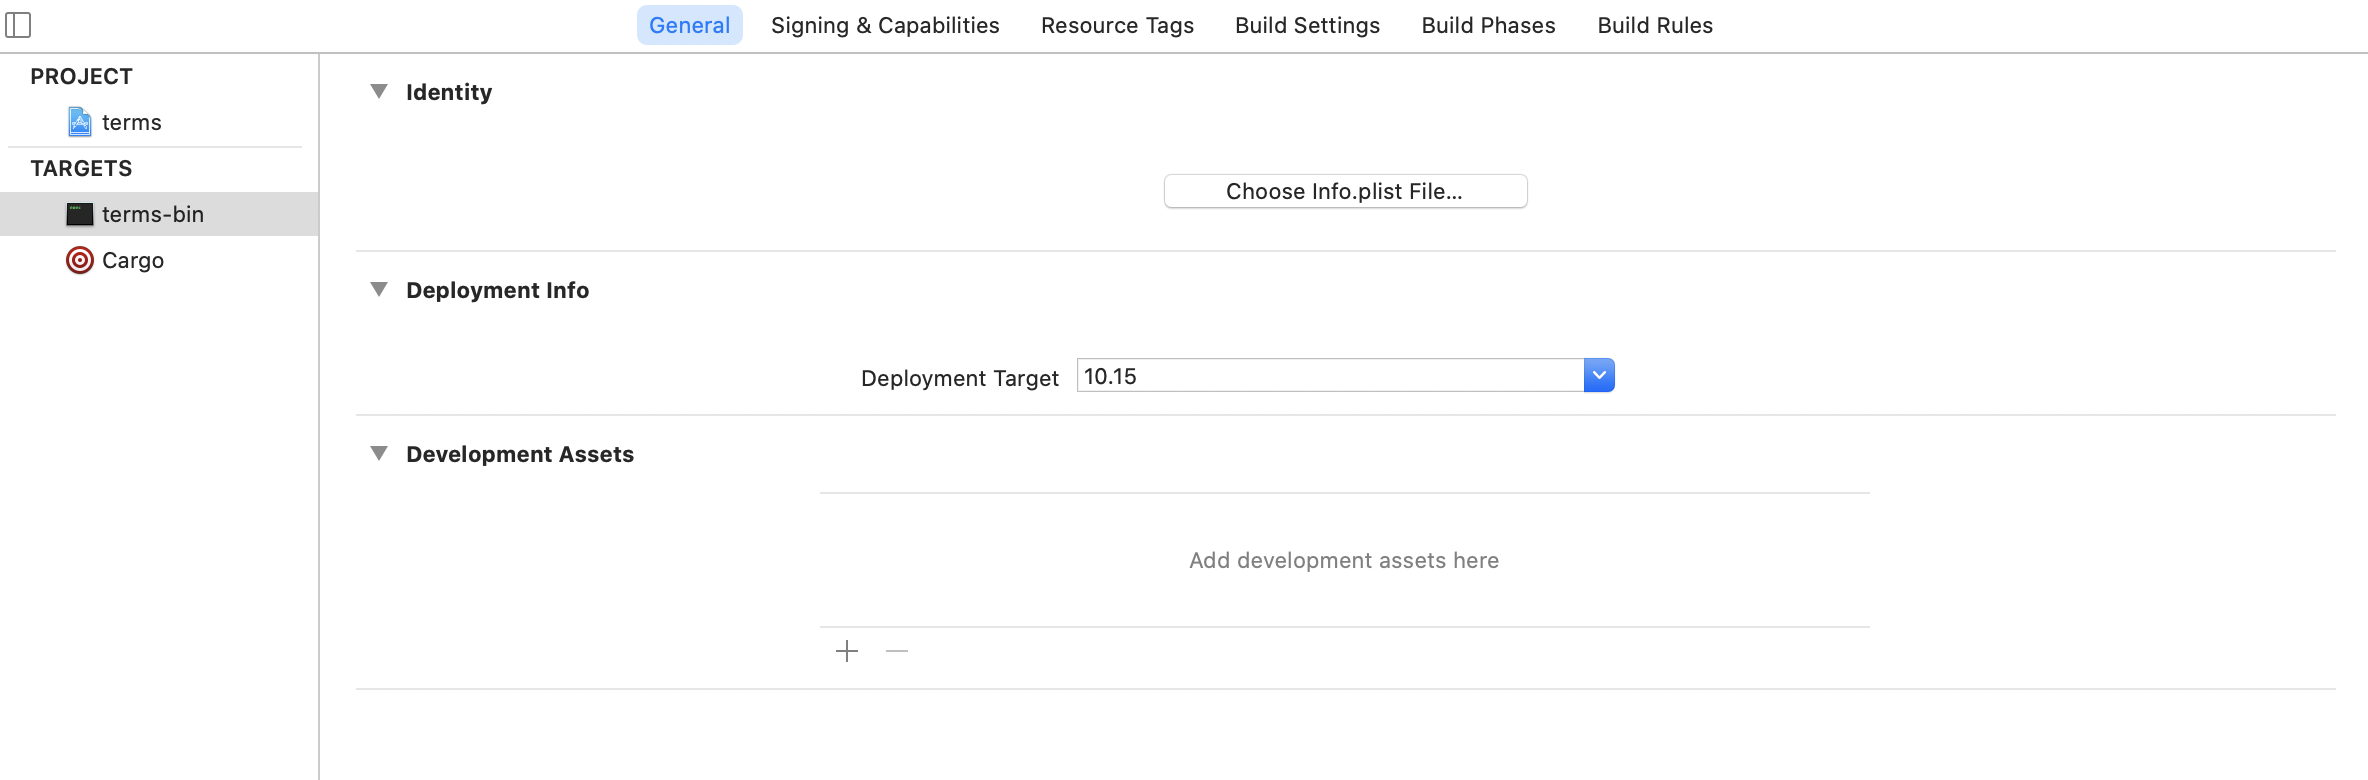 General Signing & Capabilities Resource Tags Build Settings Build Phases Build Rules
PROJECT
terms
TARGETS
terms-bin
Cargo
Identity
Choose Info.plist File...
Deployment Info
Deployment Target 10.15
Development Assets
Add development assets here